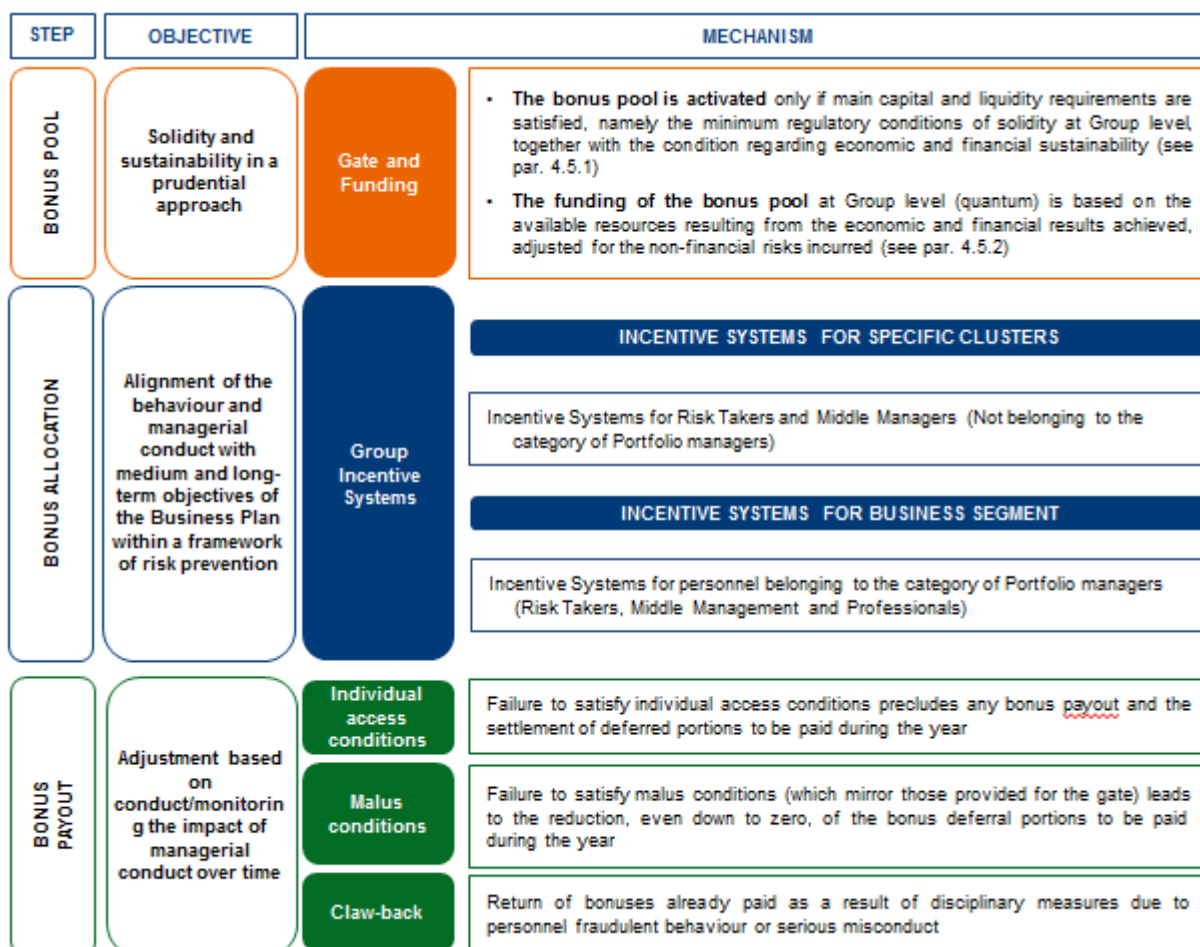 STEP
OBJECTIVE
MECHANISM
BONUS POOL
Solidity and
sustainability in a
prudential
approach
Gate and
Funding
• The bonus pool is activated only if main capital and liquidity requirements are
satisfied, namely the minimum regulatory conditions of solidity at Group level,
together with the condition regarding economic and financial sustainability (see
par. 4.5.1)
• The funding of the bonus pool at Group level (quantum) is based on the
available resources resulting from the economic and financial results achieved,
adjusted for the non-financial risks incurred (see par. 4.5.2)
BONUS ALLOCATION
Alignment of the
behaviour and
managerial
conduct with
medium and long-
term objectives of
the Business Plan
within a framework
of risk prevention
Group
Incentive
Systems
INCENTIVE SYSTEMS FOR SPECIFIC CLUSTERS
Incentive Systems for Risk Takers and Middle Managers (Not belonging to the
category of Portfolio managers)
INCENTIVE SYSTEMS FOR BUSINESS SEGMENT
Incentive Systems for personnel belonging to the category of Portfolio managers
(Risk Takers, Middle Management and Professionals)
BONUS
PAYOUT
Adjustment based
on
conduct/monitorin
g the impact of
managerial
conduct over time
Individual
access
conditions
Failure to satisfy individual access conditions precludes any bonus payout and the
settlement of deferred portions to be paid during the year
Malus
conditions
Failure to satisfy malus conditions (which mirror those provided for the gate) leads
to the reduction, even down to zero, of the bonus deferral portions to be paid
during the year
Claw-back
Return of bonuses already paid as a result of disciplinary measures due to
personnel fraudulent behaviour or serious misconduct